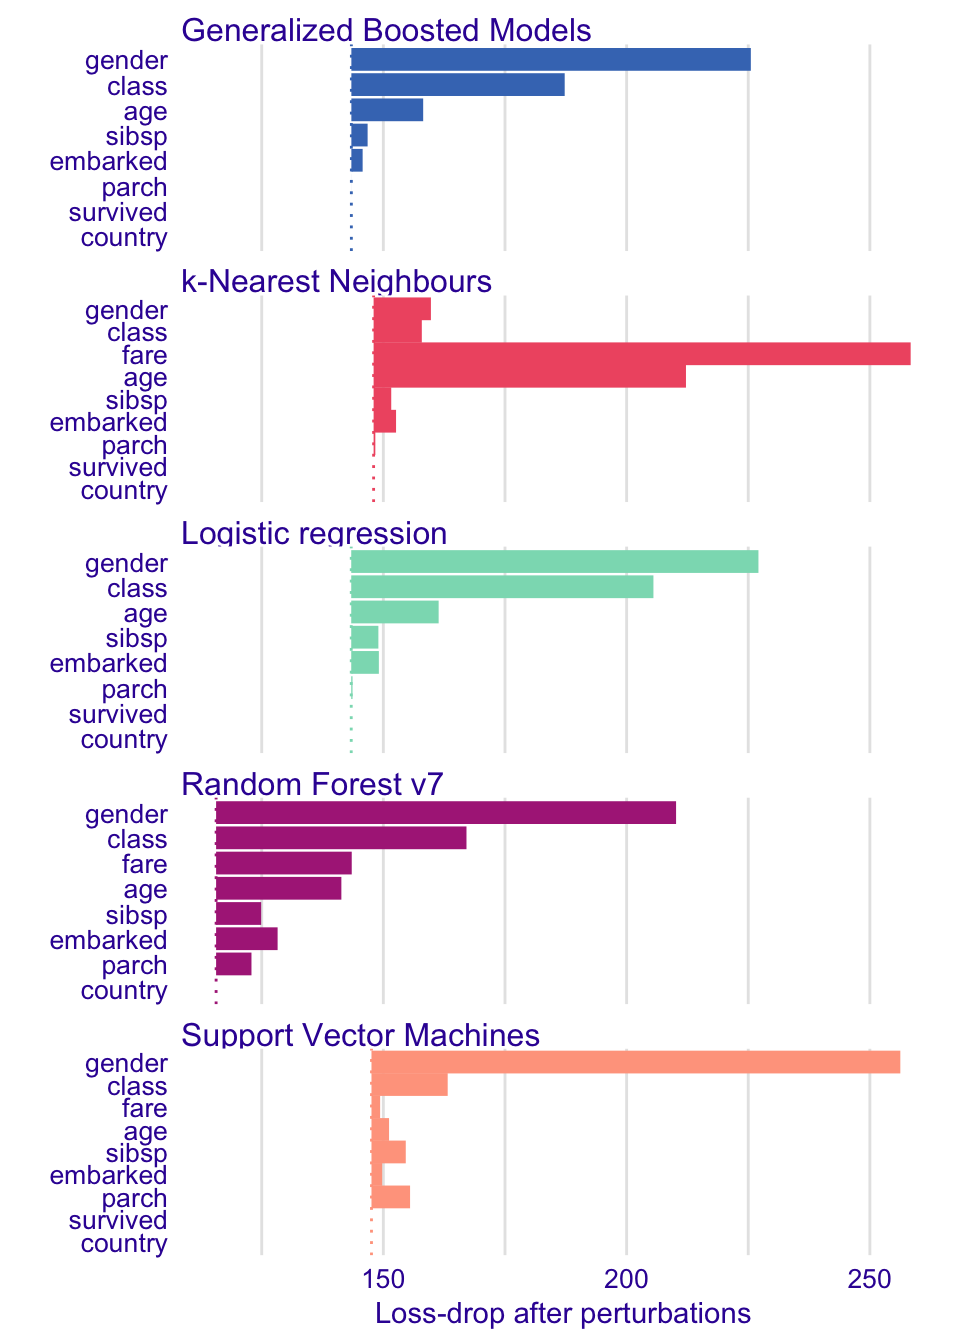 Generalized Boosted Models
gender
class
age
sibsp
embarked
parch
survived
country
k-Nearest Neighbours
gender
class
fare
age
sibsp
embarked
parch
survived
country
Logistic regression
gender
class
age
sibsp
embarked
parch
survived
country
Random Forest v7
gender
class
fare
age
sibsp
embarked
parch
country
Support Vector Machines
gender
class
fare
age
sibsp
embarked
parch
survived
country
150 200 250
Loss-drop after perturbations